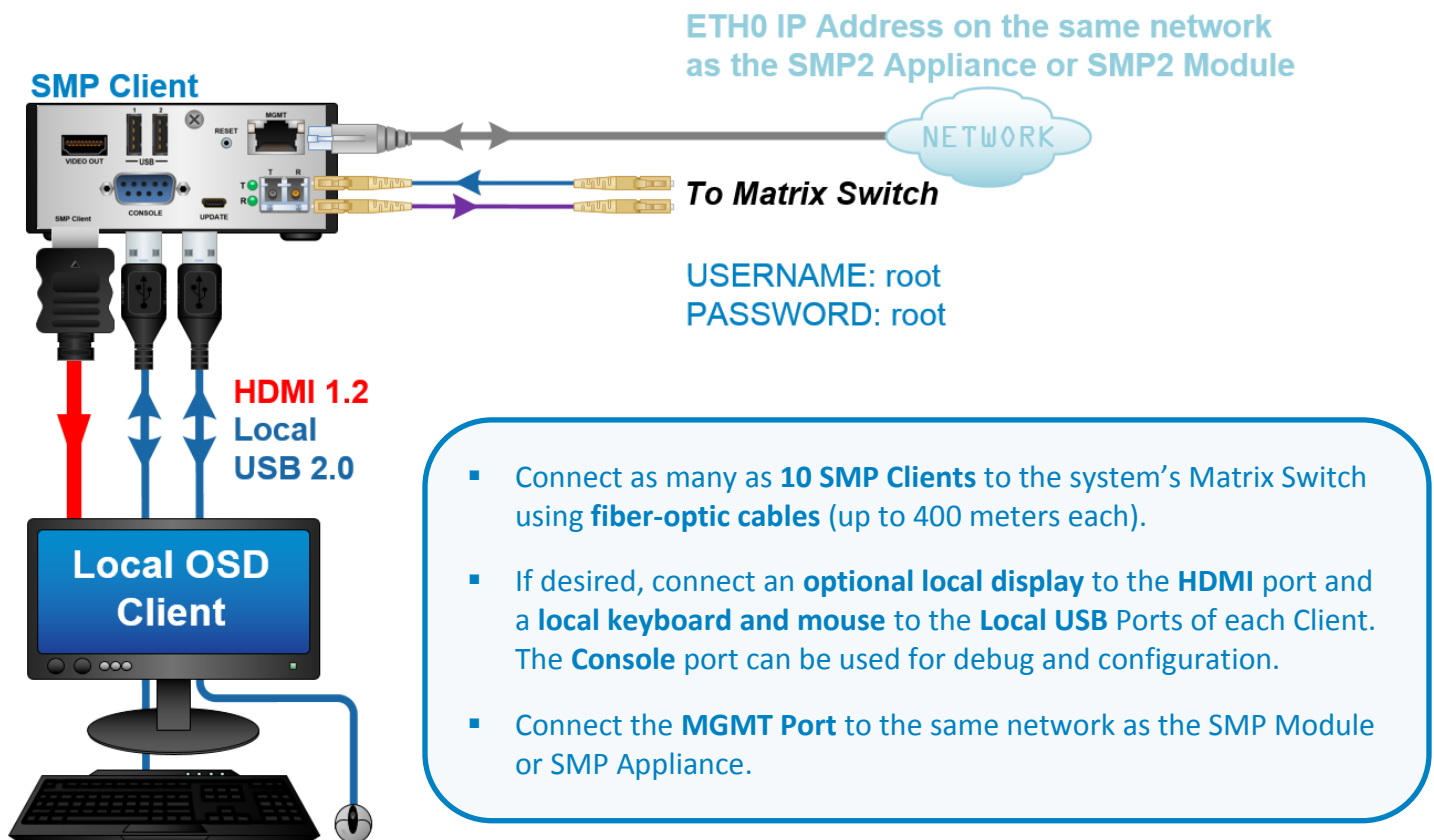 ETH0 IP Address on the same network
as the SMP2 Appliance or SMP2 Module
SMP Client
1 2
VIDEO OUT
USB
RESET
MGMT
NETWORK
T R
T
R
SMP Client
CONSOLE
UPDATE
To Matrix Switch
USERNAME: root
PASSWORD: root
HDMI 1.2
Local
USB 2.0
Local OSD
Client
▪ Connect as many as 10 SMP Clients to the system’s Matrix Switch
using fiber-optic cables (up to 400 meters each).
▪ If desired, connect an optional local display to the HDMI port and
a local keyboard and mouse to the Local USB Ports of each Client.
The Console port can be used for debug and configuration.
▪ Connect the MGMT Port to the same network as the SMP Module
or SMP Appliance.